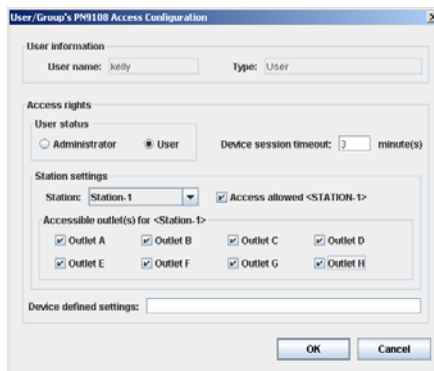 User/Group's PN9108 Access Configuration
User information
User name: kelly Type: User
Access rights
User status
Administrator User Device session timeout: 3 minute(s)
Station settings
Station: Station-1 Access allowed <STATION-1>
Accessible outlet(s) for <Station-1>
Outlet A Outlet B Outlet C Outlet D
Outlet E Outlet F Outlet G Outlet H
Device defined settings:
OK Cancel